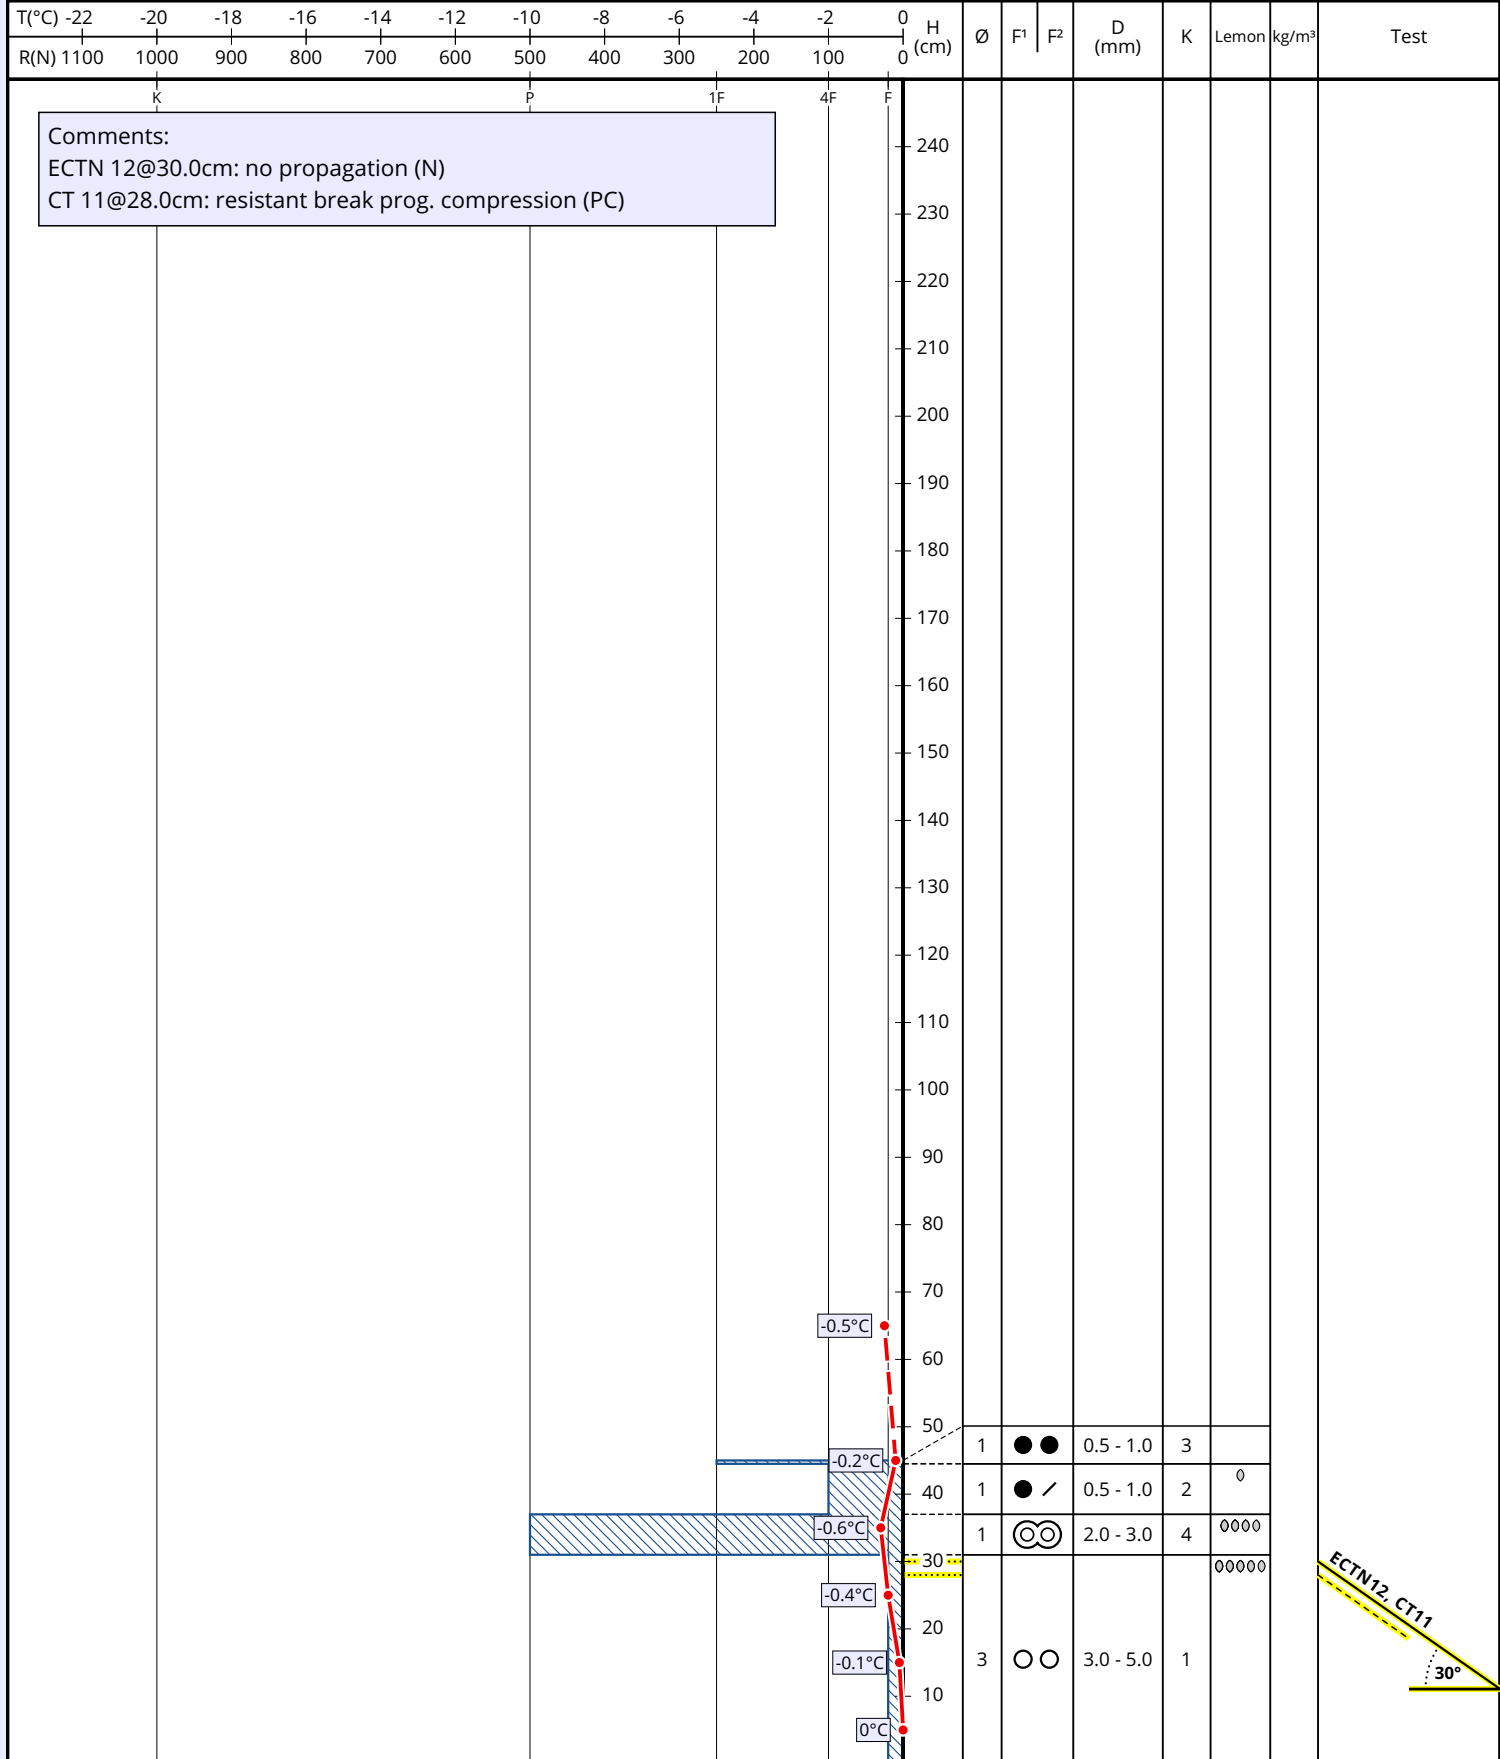 T(°C) -22 -20 -18 -16 -14 -12 -10 -8 -6 -4 -2 0
R(N) 1100 1000 900 800 700 600 500 400 300 200 100 0
H (cm) Ø F¹ F² D (mm) K Lemon kg/m³ Test
K P 1F 4F F
Comments:
ECTN 12@30.0cm: no propagation (N)
CT 11@28.0cm: resistant break prog. compression (PC)
240
230
220
210
200
190
180
170
160
150
140
130
120
110
100
90
80
70
-0.5°C
60
50
1 0.5 - 1.0 3
-0.2°C
40 1 0.5 - 1.0 2
-0.6°C 1 2.0 - 3.0 4
30
ECTN12, CT11
-0.4°C
20
-0.1°C 3 3.0 - 5.0 1
30°
10
0°C